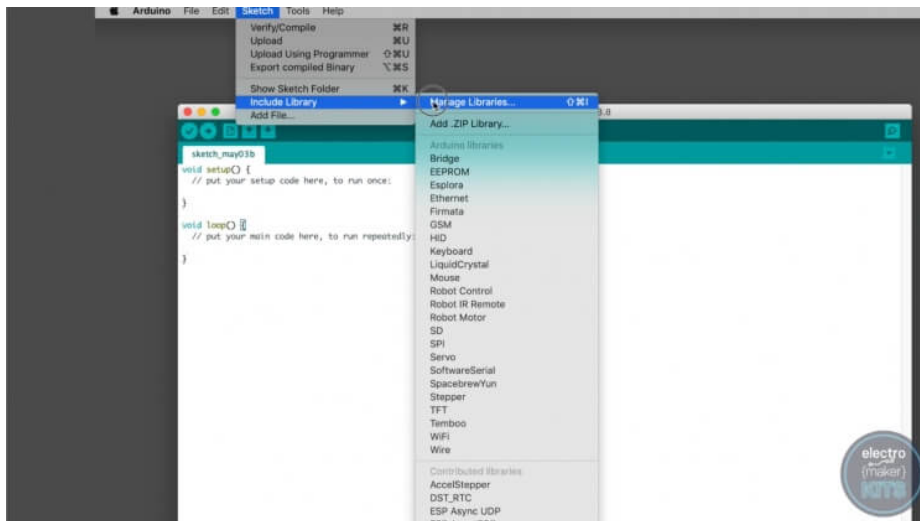 Arduino File Edit Sketch Tools Help
Verify/Compile ⌘R
Upload ⌘U
Upload Using Programmer ⇧⌘U
Export compiled Binary ⌥⌘S
Show Sketch Folder ⌘K
Include Library
Add File...
Manage Libraries... ⇧⌘I
Add .ZIP Library...
Arduino libraries
Bridge
EEPROM
Esplora
Ethernet
Firmata
GSM
HID
Keyboard
LiquidCrystal
Mouse
Robot Control
Robot IR Remote
Robot Motor
SD
SPI
Servo
SoftwareSerial
SpacebrewYun
Stepper
TFT
Temboo
WiFi
Wire
Contributed libraries
AccelStepper
DST_RTC
ESP Async UDP
sketch_may03b
void setup() {
// put your setup code here, to run once:
}
void loop() {
// put your main code here, to run repeatedly:
}
electro
{maker}
KITS